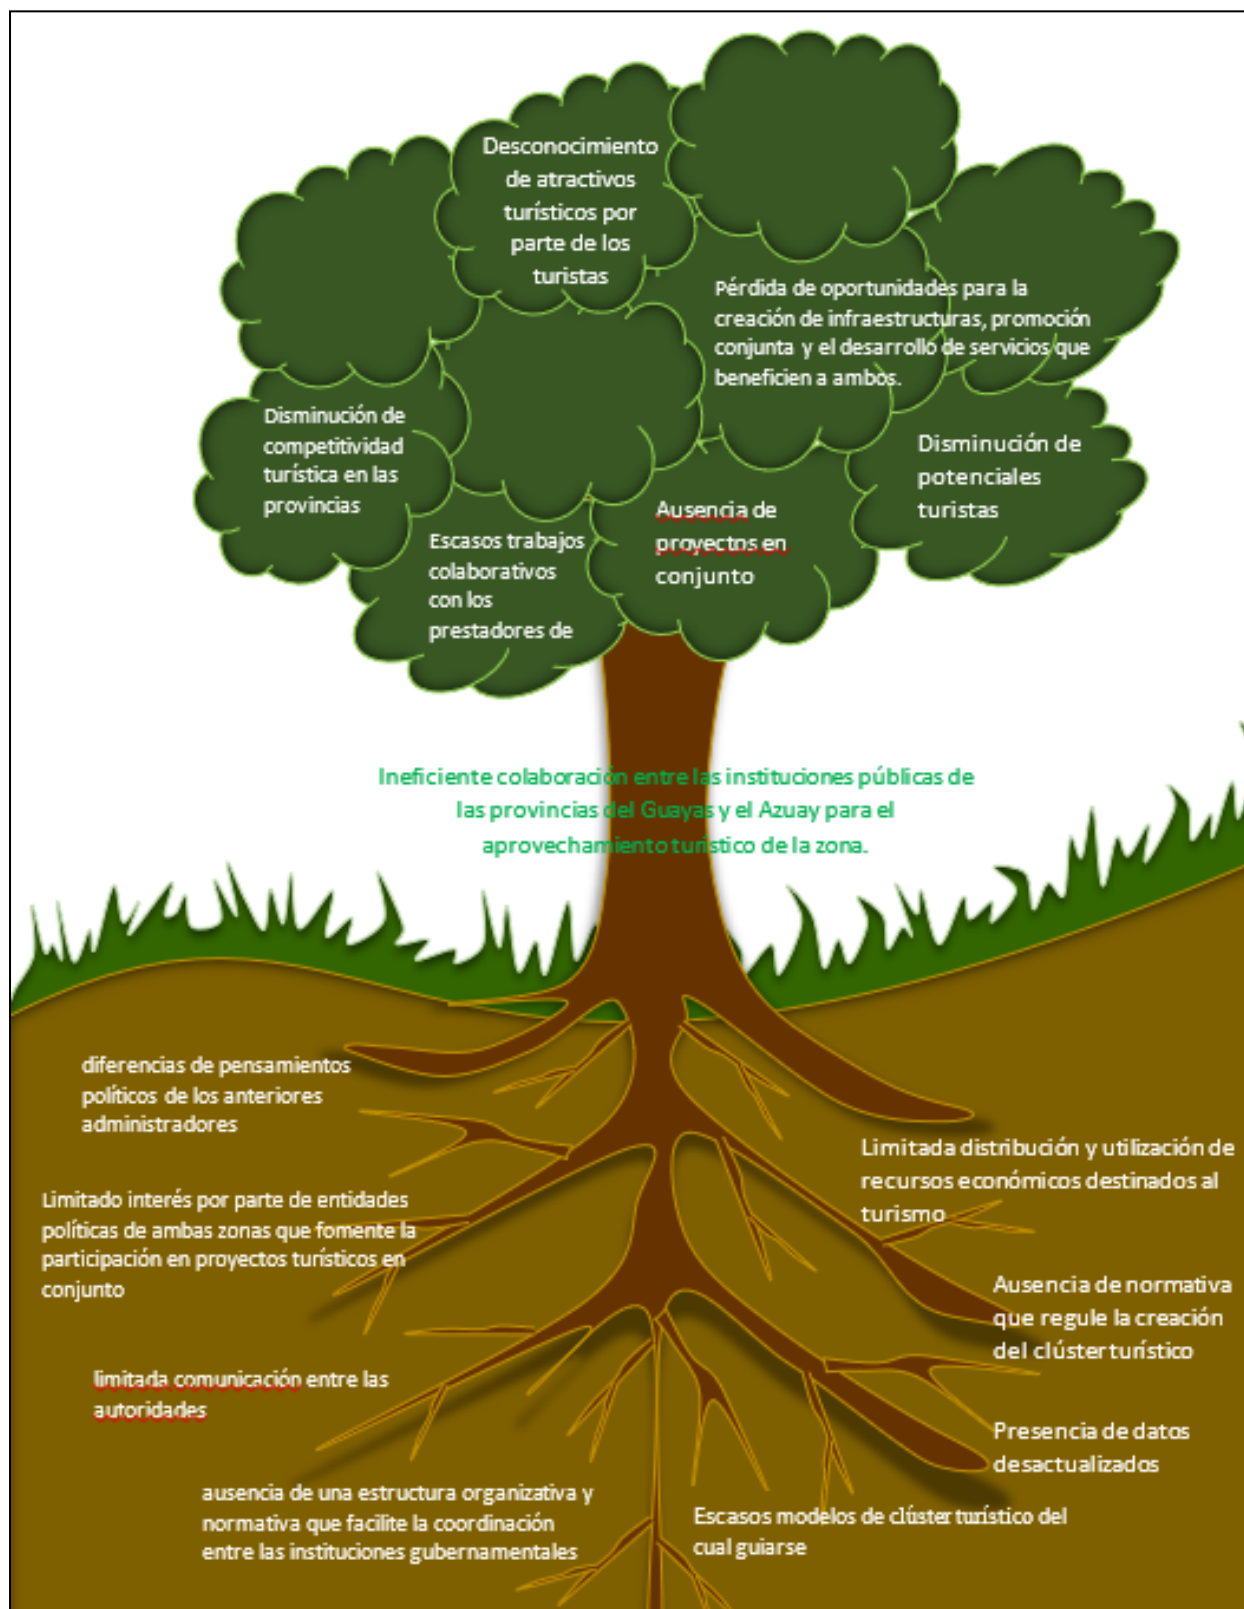 Desconocimiento
de atractivos
turísticos por
parte de los
turistas
Pérdida de oportunidades para la
creación de infraestructuras, promoción
conjunta y el desarrollo de servicios que
beneficien a ambos.
Disminución de
competitividad
turística en las
provincias
Disminución de
potenciales
turistas
Escasos trabajos
colaborativos
con los
prestadores de
Ausencia de
proyectos en
conjunto
Ineficiente colaboración entre las instituciones públicas de
las provincias del Guayas y el Azuay para el
aprovechamiento turístico de la zona.
diferencias de pensamientos
políticos de los anteriores
administradores
Limitada distribución y utilización de
recursos económicos destinados al
turismo
Limitado interés por parte de entidades
políticas de ambas zonas que fomente la
participación en proyectos turísticos en
conjunto
Ausencia de normativa
que regule la creación
del clúster turístico
limitada comunicación entre las
autoridades
Presencia de datos
desactualizados
ausencia de una estructura organizativa y
normativa que facilite la coordinación
entre las instituciones gubernamentales
Escasos modelos de clúster turístico del
cual guiarse